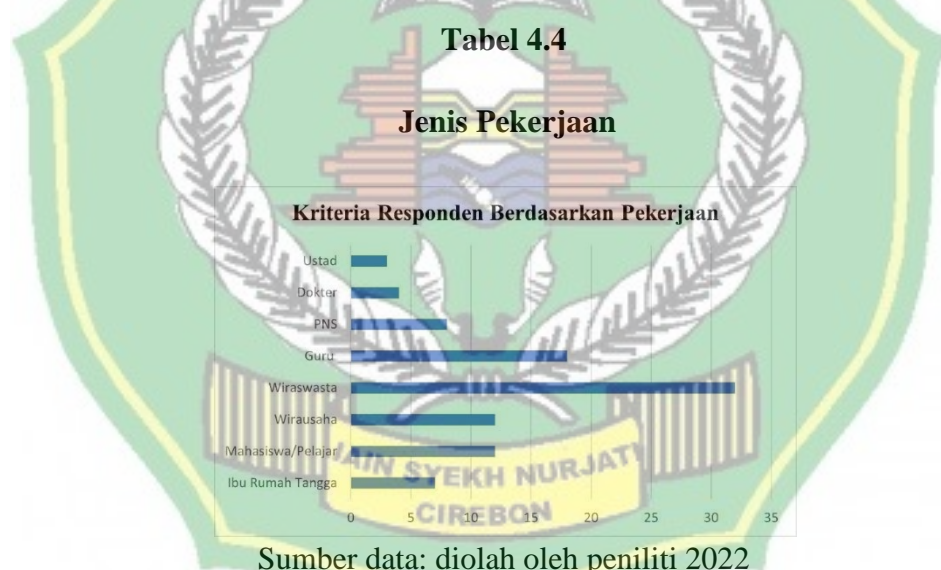 Tabel 4.4
Jenis Pekerjaan
Kriteria Responden Berdasarkan Pekerjaan
Ustad
Dokter
PNS
Guru
Wiraswasta
Wirausaha
Mahasiswa/Pelajar
Ibu Rumah Tangga
0 5 10 15 20 25 30 35
IAIN SYEKH NURJATI
CIREBON
Sumber data: diolah oleh peniliti 2022